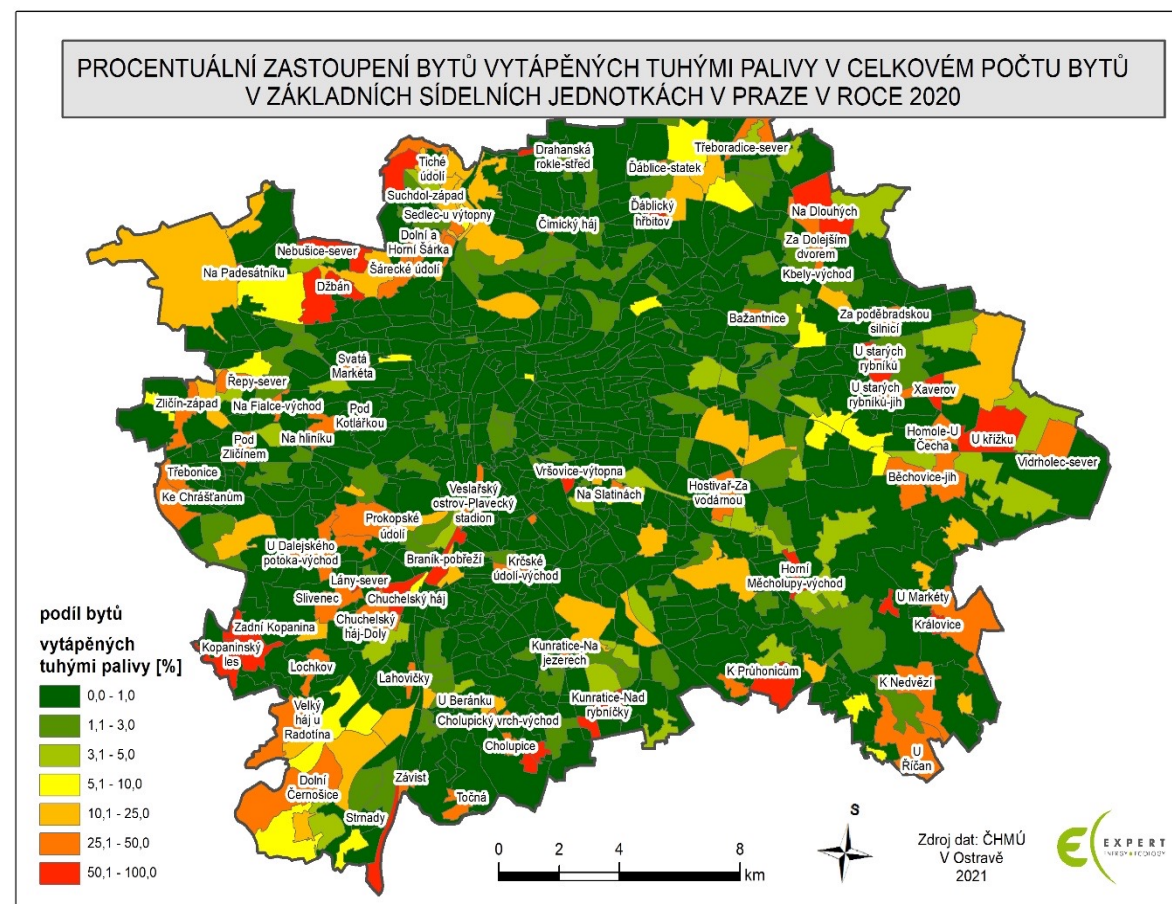 PROCENTUÁLNÍ ZASTOUPENÍ BYTŮ VYTÁPĚNÝCH TUHÝMI PALIVY V CELKOVÉM POČTU BYTŮ
V ZÁKLADNÍCH SÍDELNÍCH JEDNOTKÁCH V PRAZE V ROCE 2020
Tiché
údolí
Drahanská
rokle-střed
Třeboradice-sever
Ďáblice-statek
Suchdol-západ
Sedlec-u výtopny
Ďáblický
hřbitov
Na Dlouhých
Čimický háj
Dolní a
Horní Šárka
Nebušice-sever
Za Dolejším
dvorem
Šárecké údolí
Na Padesátníku
Kbely-východ
Džbán
Bažantnice
Za poděbradskou
silnicí
Svatá
Markéta
U starých
rybníků
Řepy-sever
Xaverov
U starých
rybníků-jih
Zličín-západ
Na Fialce-východ
Pod
Kotlářkou
Homole-U
Čecha
U křížku
Na hliníku
Pod
Zličínem
Vidrholec-sever
Třebonice
Vršovice-výtopna
Běchovice-jih
Ke Chrášťanům
Veslařský
ostrov-Plavecký
stadion
Na Slatinách
Hostivař-Za
vodárnou
Prokopské
údolí
U Dalejského
potoka-východ
Braník-pobřeží
Krčské
údolí-východ
Horní
Měcholupy-východ
Lány-sever
Slivenec
Chuchelský háj
U Markéty
Chuchelský
háj-Doly
Královice
Zadní Kopanina
Kopaninský
les
Kunratice-Na
jezerech
Lochkov
Lahovičky
K Průhonicům
K Nedvězí
U Beránku
Kunratice-Nad
rybníčky
Velký
háj u
Radotína
Cholupický vrch-východ
Cholupice
U
Říčan
Dolní
Černošice
Závist
Točná
Strnady
podíl bytů
vytápěných
tuhými palivy [%]
0,0 - 1,0
1,1 - 3,0
3,1 - 5,0
5,1 - 10,0
10,1 - 25,0
25,1 - 50,0
50,1 - 100,0
0 2 4 8
km
S
Zdroj dat: ČHMÚ
V Ostravě
2021
EXPERT
ENERGY ECOLOGY